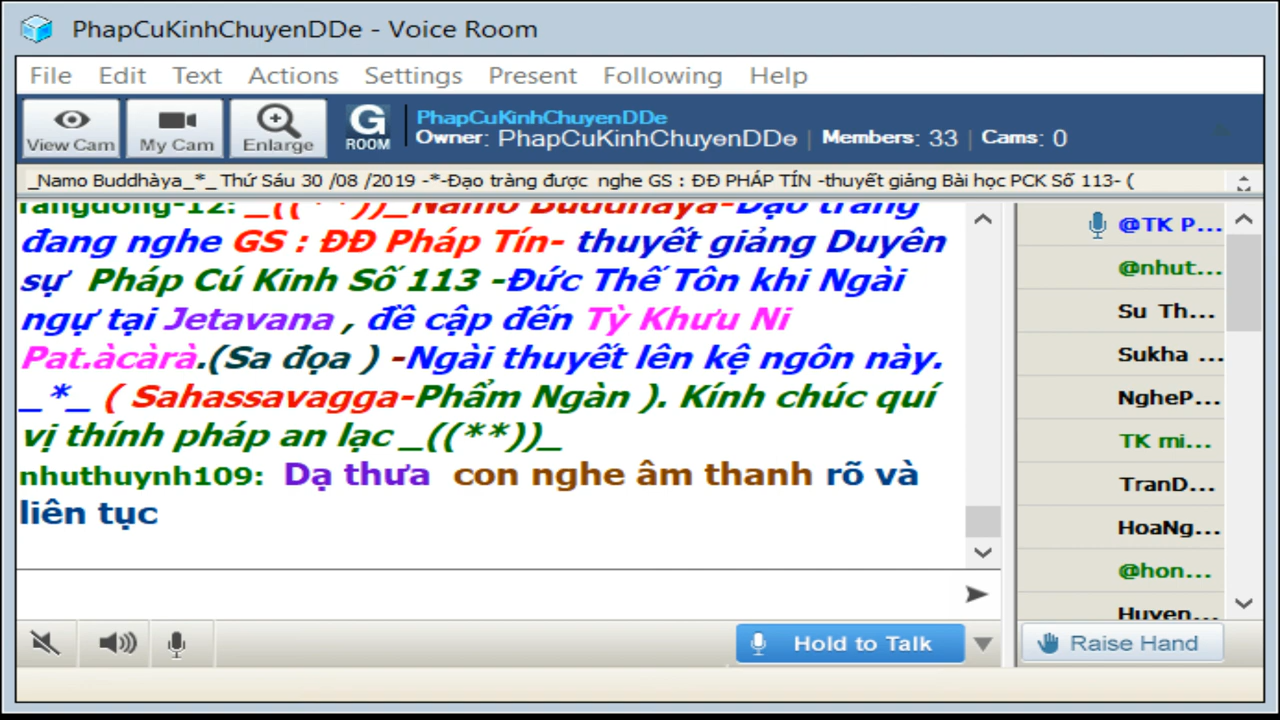 PhapCuKinhChuyenDDe - Voice Room
File Edit Text Actions Settings Present Following Help
View Cam My Cam Enlarge G ROOM
PhapCuKinhChuyenDDe
Owner: PhapCuKinhChuyenDDe | Members: 33 | Cams: 0
_Namo Buddhàya_*_ Thứ Sáu 30 /08 /2019 -*-Đạo tràng được nghe GS : ĐĐ PHÁP TÍN -thuyết giảng Bài học PCK Số 113- (
rangdong-12: _((**))_Namo Buddhaya-Đạo tràng
đang nghe GS : ĐĐ Pháp Tín- thuyết giảng Duyên
sự Pháp Cú Kinh Số 113 -Đức Thế Tôn khi Ngài
ngự tại Jetavana , đề cập đến Tỳ Khưu Ni
Pat.àcàrà.(Sa đọa ) -Ngài thuyết lên kệ ngôn này.
_*_ ( Sahassavagga-Phẩm Ngàn ). Kính chúc quí
vị thính pháp an lạc _((**))_
nhuthuynh109: Dạ thưa con nghe âm thanh rõ và
liên tục
@TK P...
@nhut...
Su Th...
Sukha ...
NgheP...
TK mi...
TranD...
HoaNg...
@hon...
Huyen...
Hold to Talk
Raise Hand